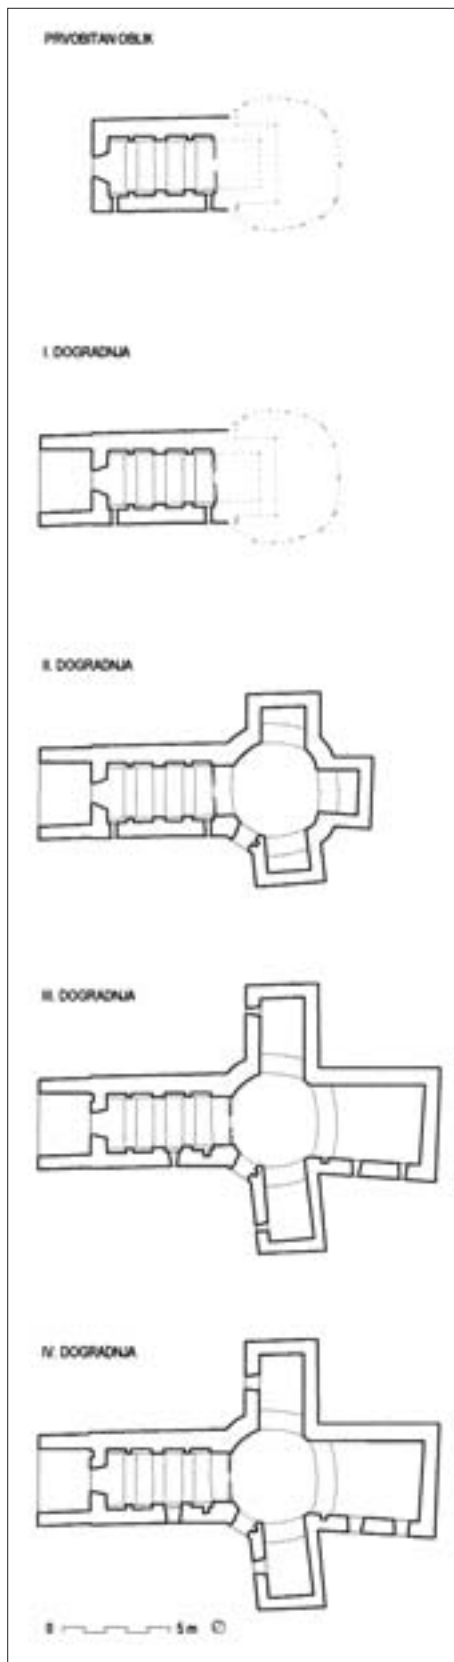 PRVOBITAN OBLIK
I. DOGRADNJA
II. DOGRADNJA
III. DOGRADNJA
IV. DOGRADNJA
0 5 m